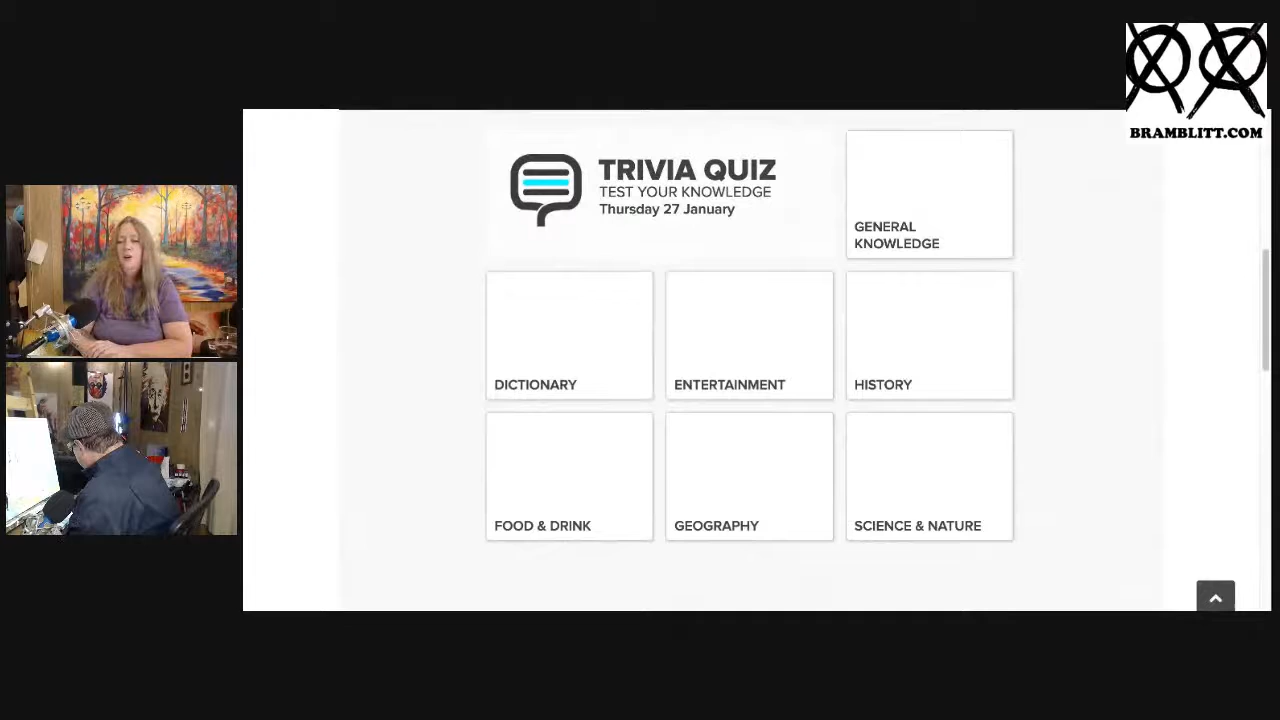 BRAMBLITT.COM
TRIVIA QUIZ
TEST YOUR KNOWLEDGE
Thursday 27 January
GENERAL
KNOWLEDGE
DICTIONARY
ENTERTAINMENT
HISTORY
FOOD & DRINK
GEOGRAPHY
SCIENCE & NATURE